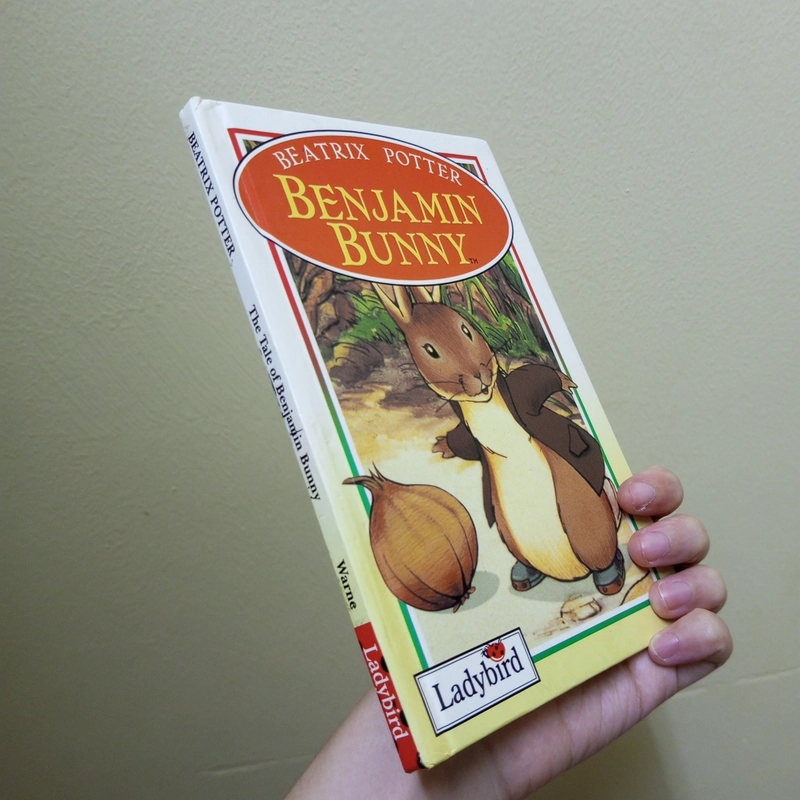 BEATRIX POTTER
BENJAMIN
BUNNY™
Ladybird
BEATRIX POTTER
The Tale of Benjamin Bunny
Warne
Ladybird